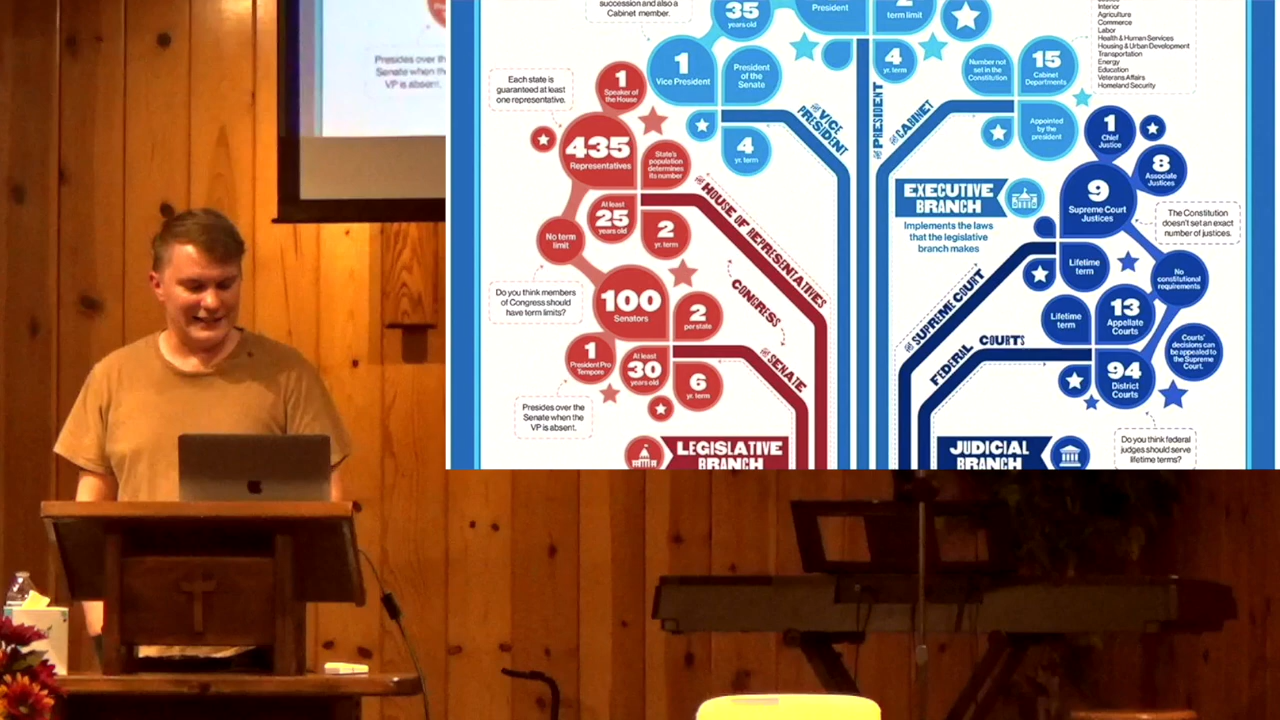 succession and also a
Cabinet member.
35
years old
President
2
term limit
Interior
Agriculture
Commerce
Labor
Health & Human Services
Housing & Urban Development
Transportation
Energy
Education
Veterans Affairs
Homeland Security
Presides over th
Senate when the
VP is absent.
Each state is
guaranteed at least
one representative.
1
Speaker of
the House
1
Vice President
President
of the
Senate
4
yr. term
4
yr. term
Number not
set in the
Constitution
15
Cabinet
Departments
Appointed
by the
president
THE VICE
PRESIDENT
THE PRESIDENT
THE CABINET
435
Representatives
State's
population
determines
its number
At least
25
years old
2
yr. term
No term
limit
THE HOUSE OF REPRESENTATIVES
CONGRESS
Do you think members
of Congress should
have term limits?
100
Senators
2
per state
1
President Pro
Tempore
At least
30
years old
6
yr. term
THE SENATE
Presides over the
Senate when the
VP is absent.
LEGISLATIVE
BRANCH
EXECUTIVE
BRANCH
Implements the laws
that the legislative
branch makes
1
Chief
Justice
8
Associate
Justices
9
Supreme Court
Justices
The Constitution
doesn't set an exact
number of justices.
Lifetime
term
No
constitutional
requirements
THE SUPREME COURT
FEDERAL COURTS
Lifetime
term
13
Appellate
Courts
Courts'
decisions can
be appealed to
the Supreme
Court.
94
District
Courts
Do you think federal
judges should serve
lifetime terms?
JUDICIAL
BRANCH